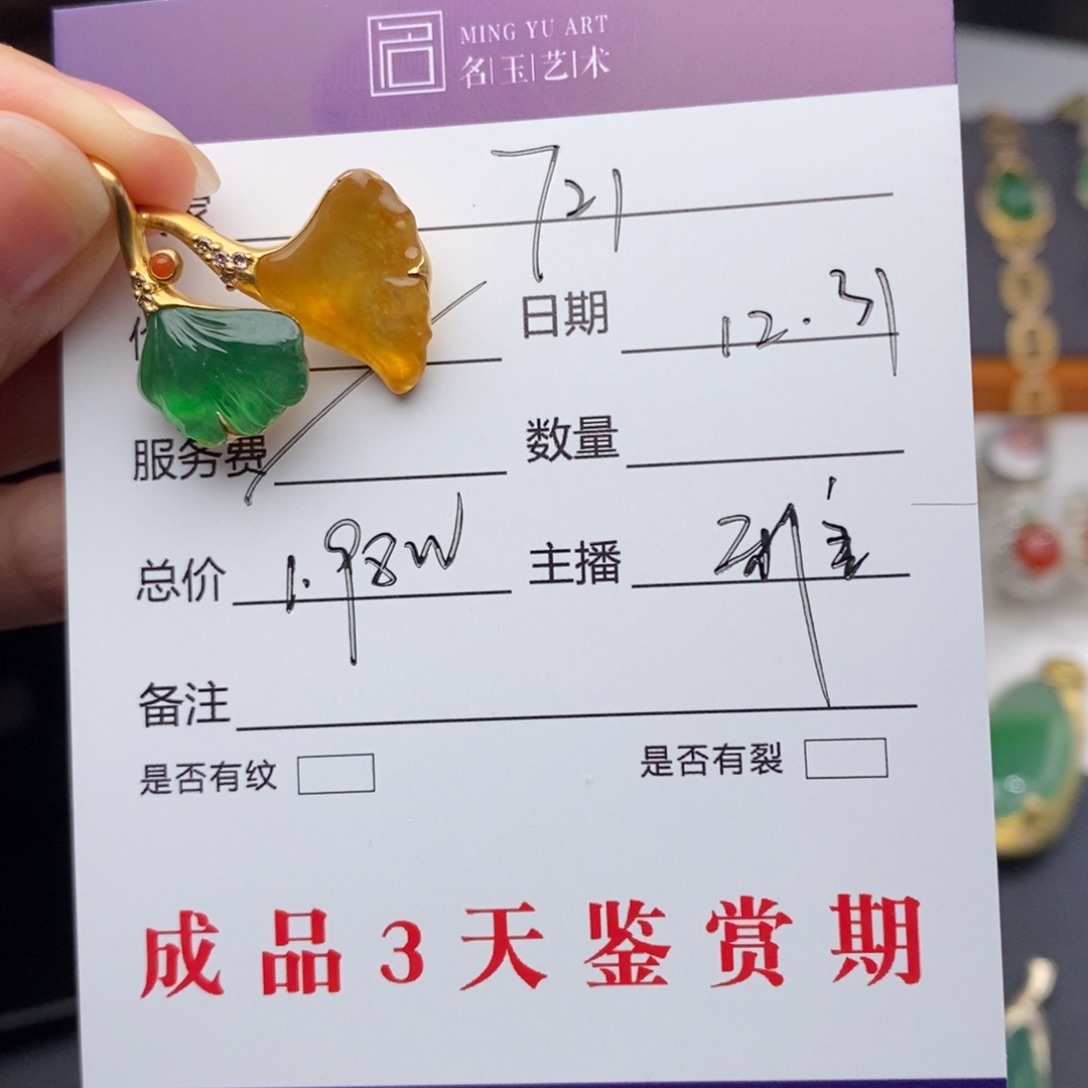 MING YU ART
名玉艺术
721
日期 12.31
服务费 数量
总价 1.98W 主播
备注
是否有纹 是否有裂
成品3天鉴赏期